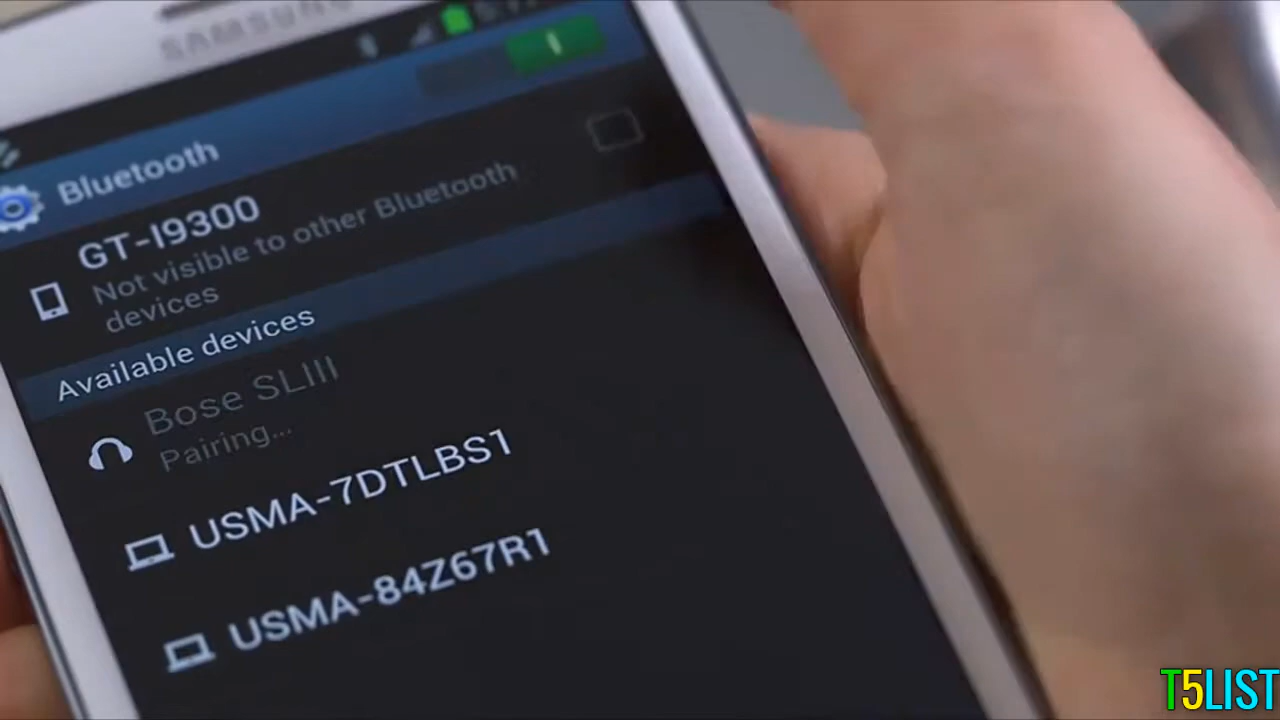 SAMSUNG
Bluetooth
GT-I9300
Not visible to other Bluetooth
devices
Available devices
Bose SLIII
Pairing...
USMA-7DTLBS1
USMA-84Z67R1
T5LIST